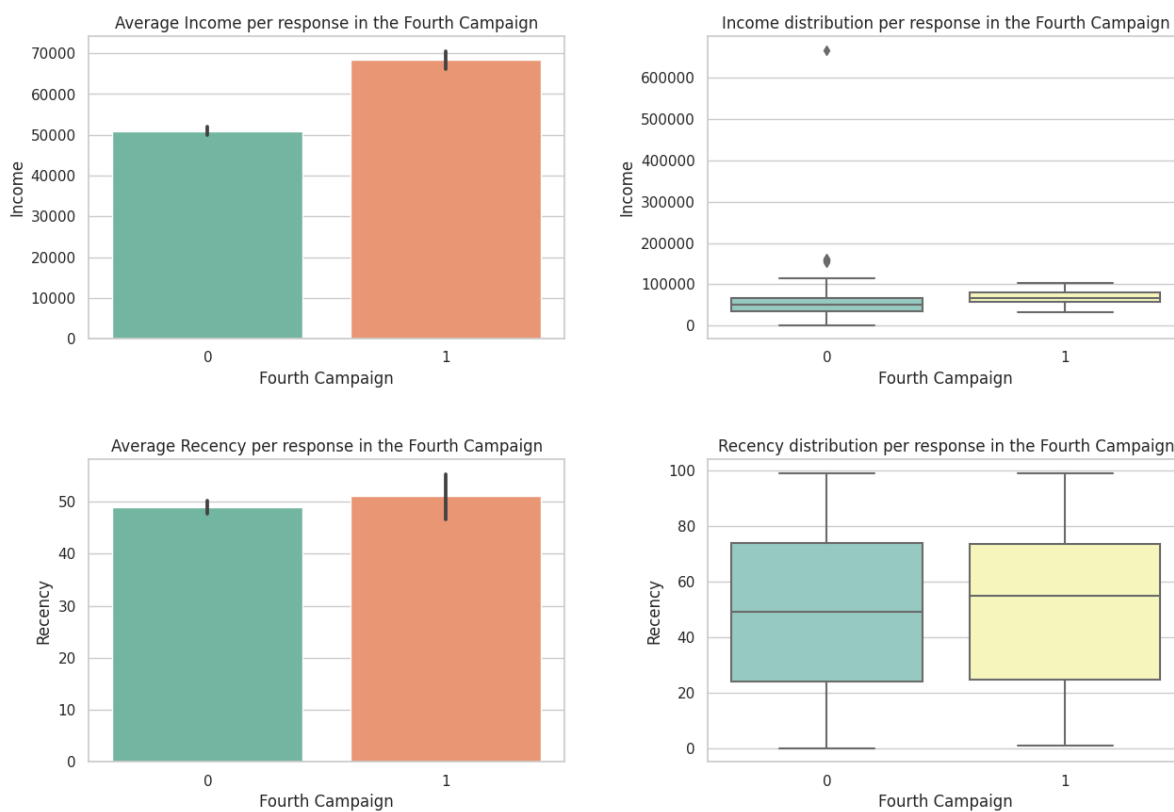 Average Income per response in the Fourth Campaign
70000
60000
50000
40000
30000
20000
10000
0
Income
0 1
Fourth Campaign
Income distribution per response in the Fourth Campaign
600000
500000
400000
300000
200000
100000
0
Income
0 1
Fourth Campaign
Average Recency per response in the Fourth Campaign
50
40
30
20
10
0
Recency
0 1
Fourth Campaign
Recency distribution per response in the Fourth Campaign
100
80
60
40
20
0
Recency
0 1
Fourth Campaign